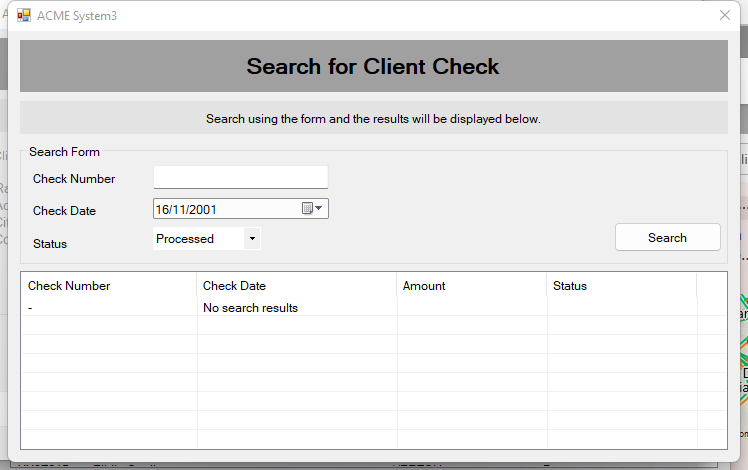 ACME System3
Search for Client Check
Search using the form and the results will be displayed below.
Search Form
Check Number
Check Date 16/11/2001
Status Processed
Search
Check Number Check Date Amount Status
- No search results